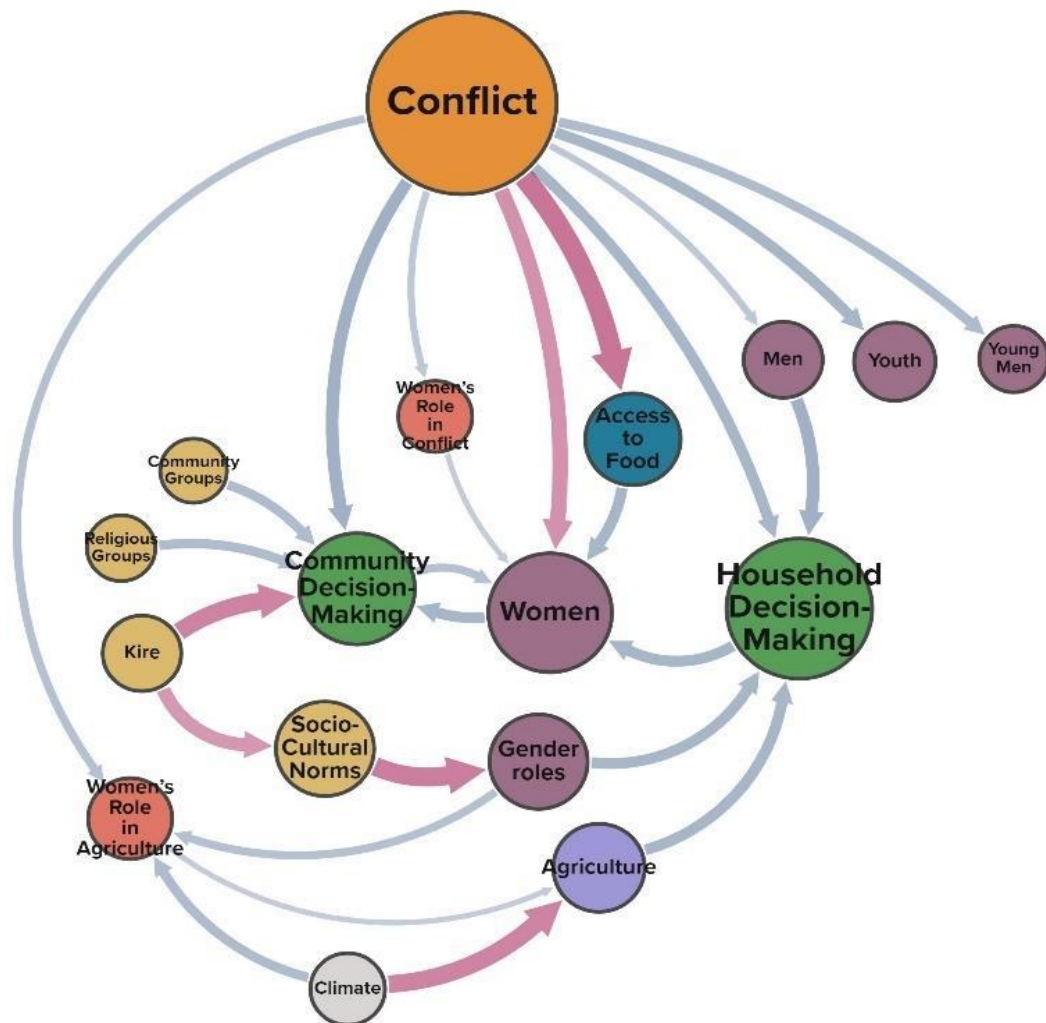 Conflict
Men
Youth
Young
Men
Women's
Role
in
Conflict
Access
to
Food
Community
Groups
Religious
Groups
Community
Decision-
Making
Women
Household
Decision-
Making
Kire
Socio-
Cultural
Norms
Gender
roles
Women's
Role
in
Agriculture
Agriculture
Climate